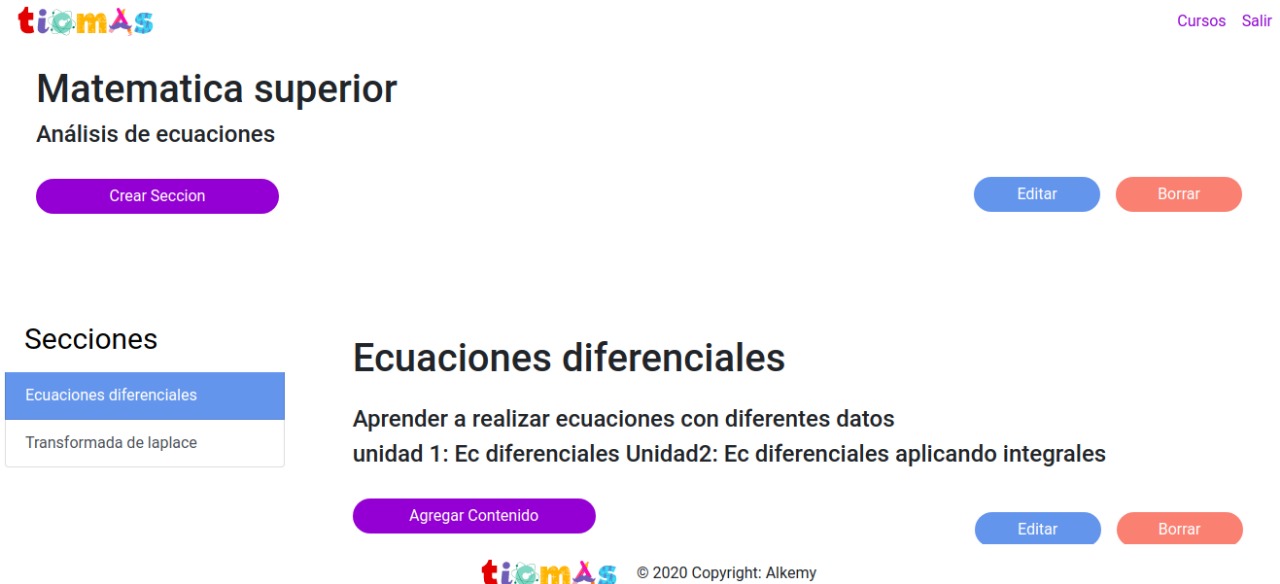 ticmAs
Cursos Salir
Matematica superior
Análisis de ecuaciones
Crear Seccion
Editar Borrar
Secciones
Ecuaciones diferenciales
Transformada de laplace
Ecuaciones diferenciales
Aprender a realizar ecuaciones con diferentes datos
unidad 1: Ec diferenciales Unidad2: Ec diferenciales aplicando integrales
Agregar Contenido
Editar Borrar
ticmAs © 2020 Copyright: Alkemy